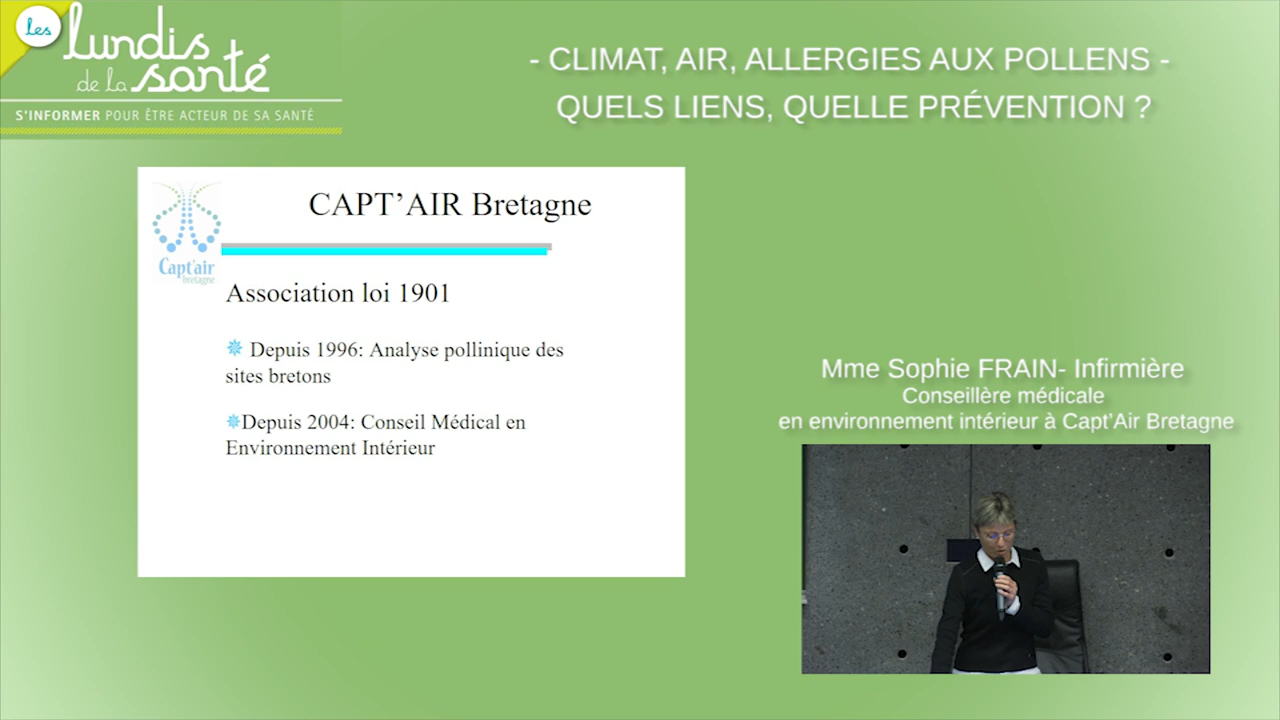 Les
lundis
de la santé
S'INFORMER POUR ÊTRE ACTEUR DE SA SANTÉ
- CLIMAT, AIR, ALLERGIES AUX POLLENS -
QUELS LIENS, QUELLE PRÉVENTION ?
CAPT'AIR Bretagne
Capt'air
bretagne
Association loi 1901
Depuis 1996: Analyse pollinique des
sites bretons
Depuis 2004: Conseil Médical en
Environnement Intérieur
Mme Sophie FRAIN- Infirmière
Conseillère médicale
en environnement intérieur à Capt'Air Bretagne